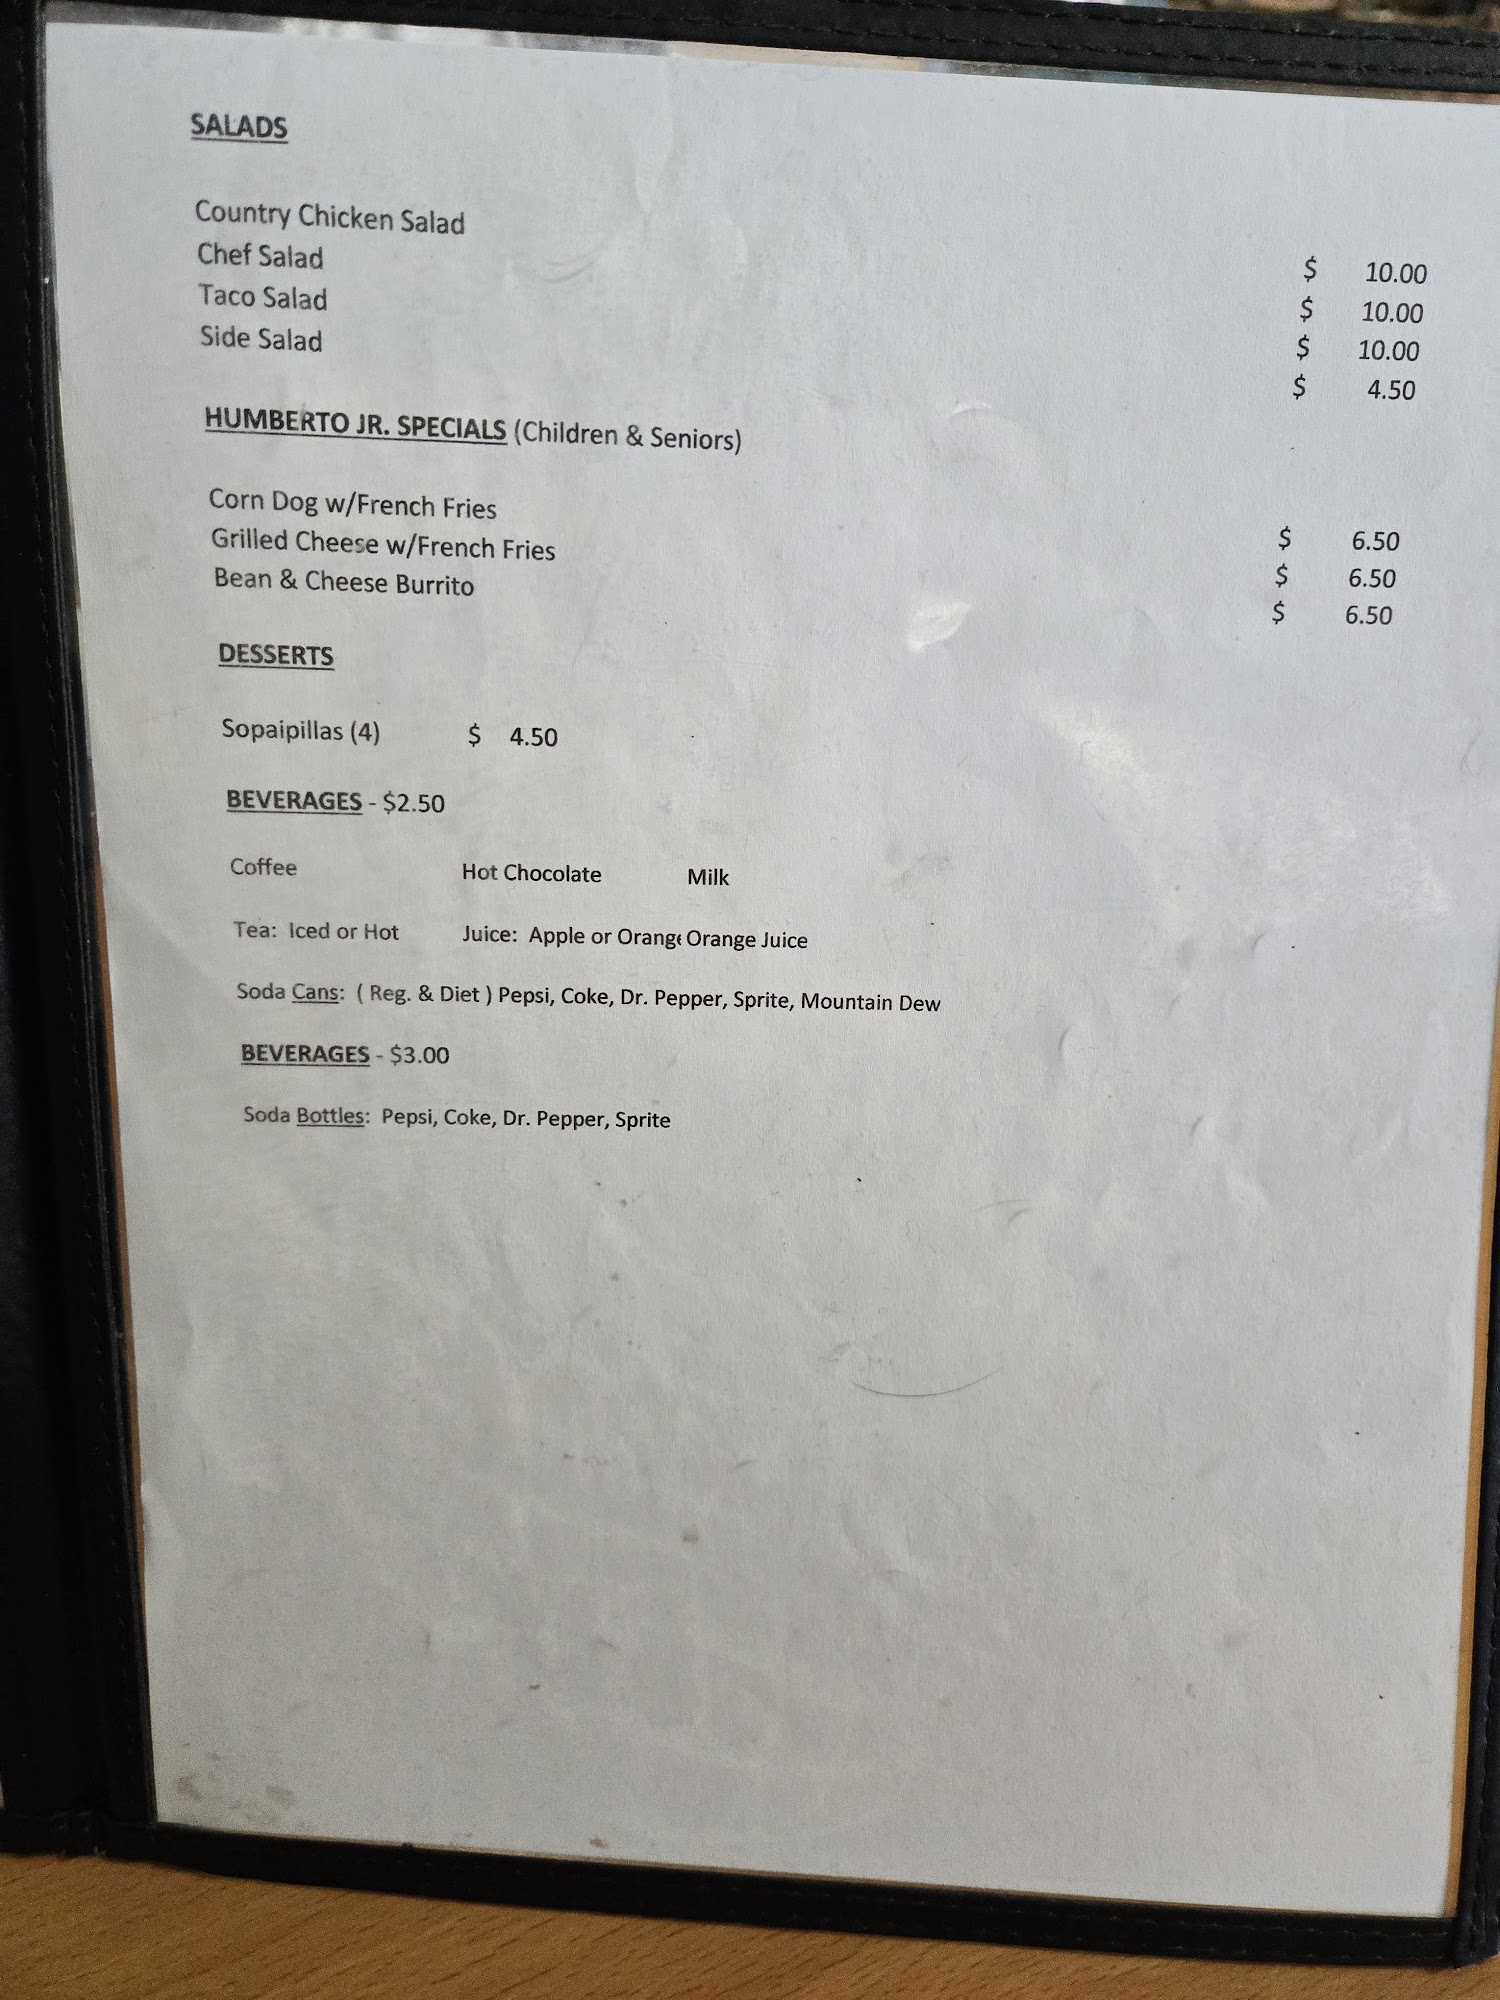 SALADS
Country Chicken Salad $ 10.00
Chef Salad $ 10.00
Taco Salad $ 10.00
Side Salad $ 4.50
HUMBERTO JR. SPECIALS (Children & Seniors)
Corn Dog w/French Fries $ 6.50
Grilled Cheese w/French Fries $ 6.50
Bean & Cheese Burrito $ 6.50
DESSERTS
Sopaipillas (4) $ 4.50
BEVERAGES - $2.50
Coffee Hot Chocolate Milk
Tea: Iced or Hot Juice: Apple or Orange Orange Juice
Soda Cans: ( Reg. & Diet ) Pepsi, Coke, Dr. Pepper, Sprite, Mountain Dew
BEVERAGES - $3.00
Soda Bottles: Pepsi, Coke, Dr. Pepper, Sprite